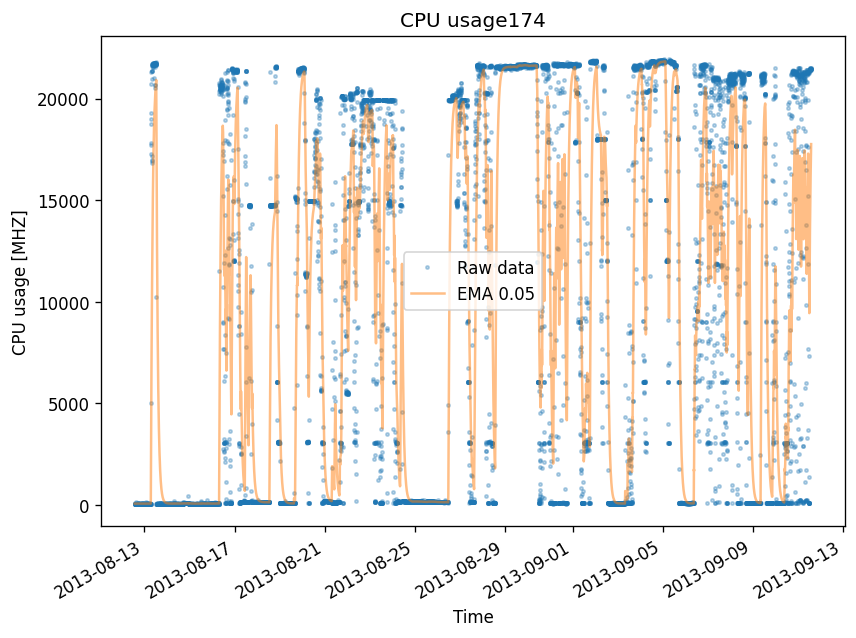 CPU usage174
CPU usage [MHZ]
20000
15000
10000
5000
0
Raw data
EMA 0.05
2013-08-13
2013-08-17
2013-08-21
2013-08-25
2013-08-29
2013-09-01
2013-09-05
2013-09-09
2013-09-13
Time